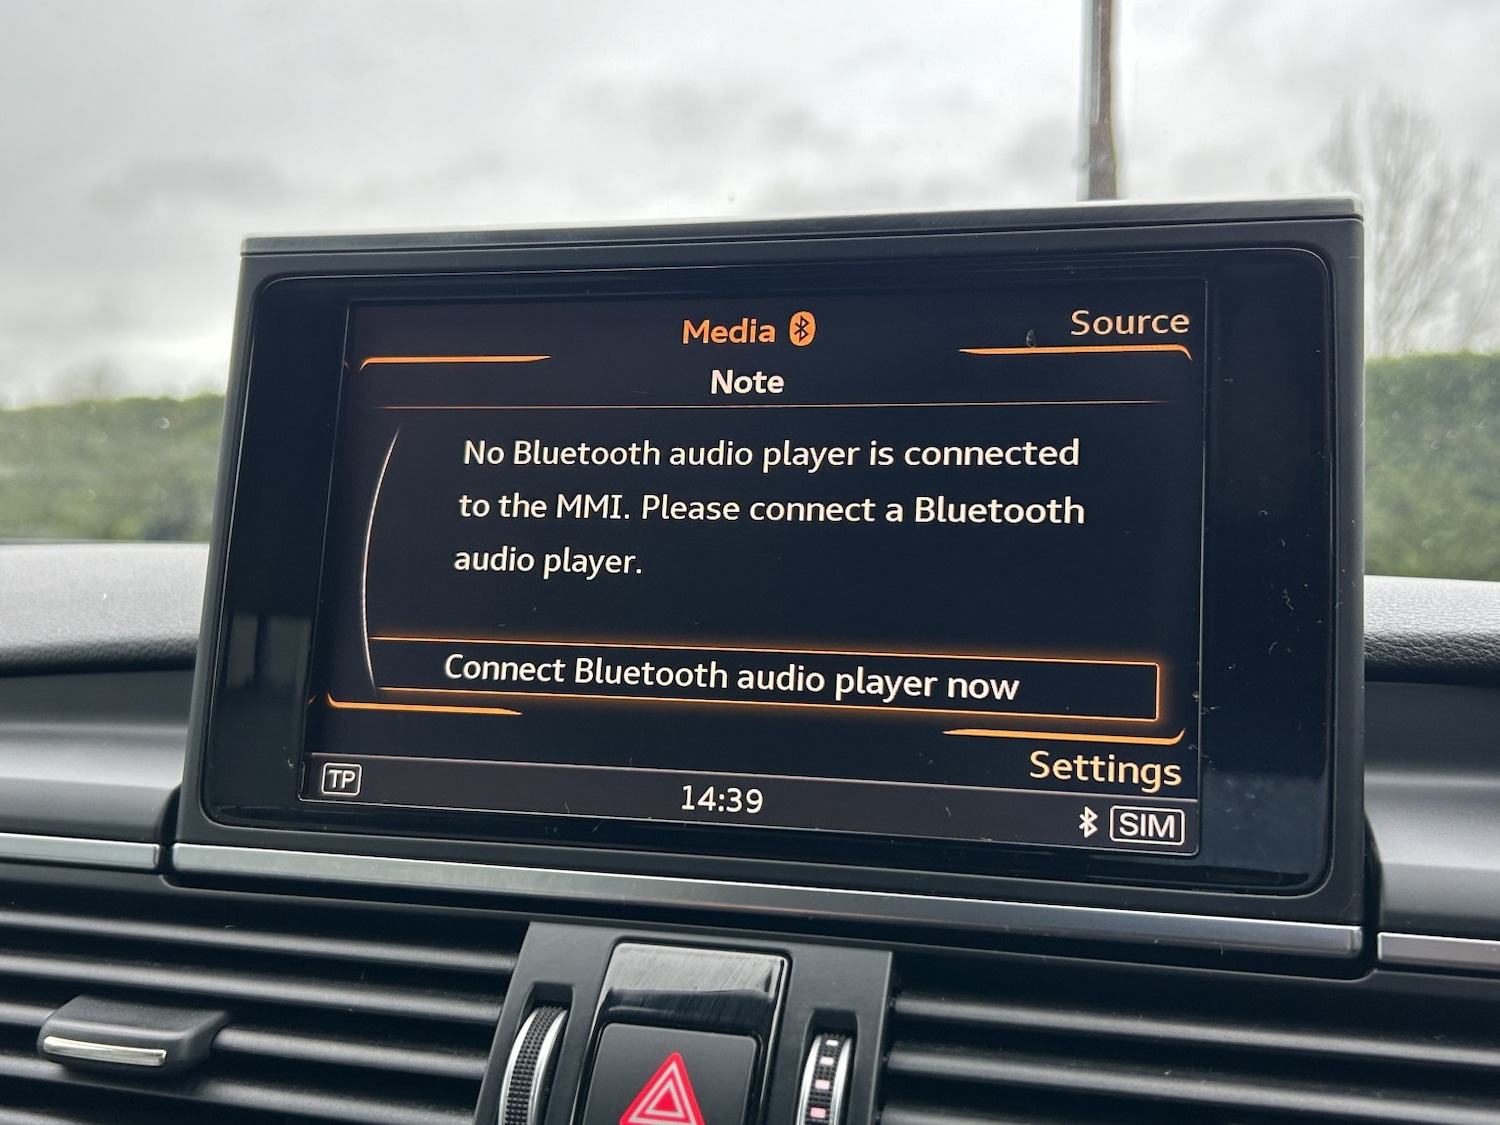 Media
Source
Note
No Bluetooth audio player is connected
to the MMI. Please connect a Bluetooth
audio player.
Connect Bluetooth audio player now
Settings
TP
14:39
SIM